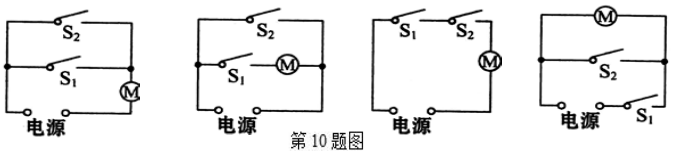 S₂ S₁ M 电源
S₂ S₁ M 电源
S₁ S₂ M 电源
M S₂ S₁ 电源
第10题图